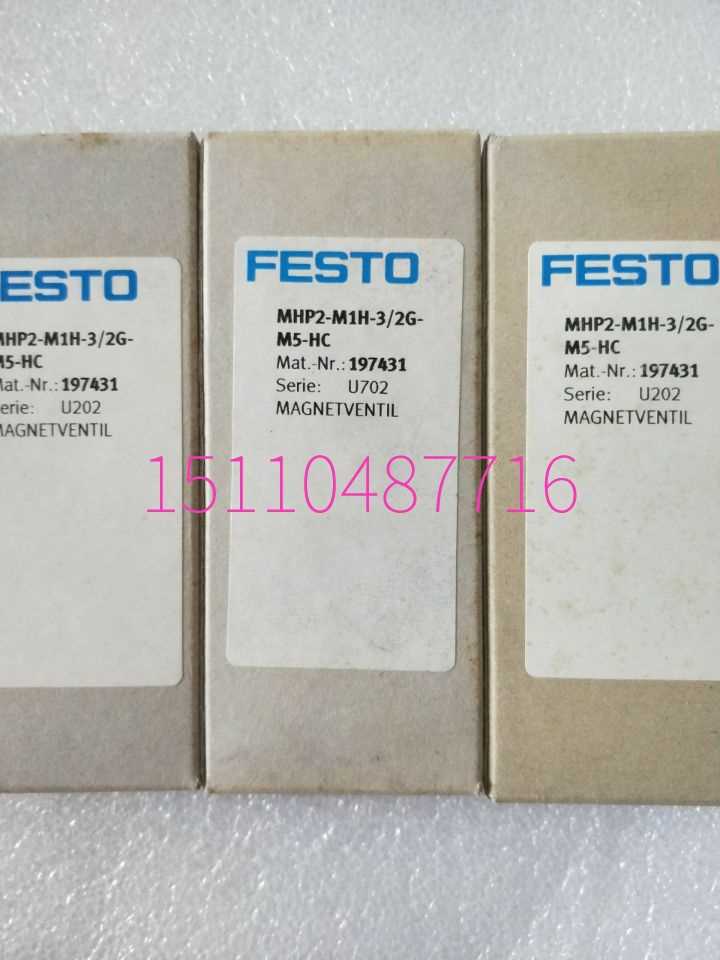 ESTO
MHP2-M1H-3/2G-
M5-HC
Mat.-Nr.: 197431
erie: U202
MAGNETVENTIL
FESTO
MHP2-M1H-3/2G-
M5-HC
Mat.-Nr.: 197431
Serie: U702
MAGNETVENTIL
FESTO
MHP2-M1H-3/2G-
M5-HC
Mat.-Nr.: 197431
Serie: U202
MAGNETVENTIL
15110487716